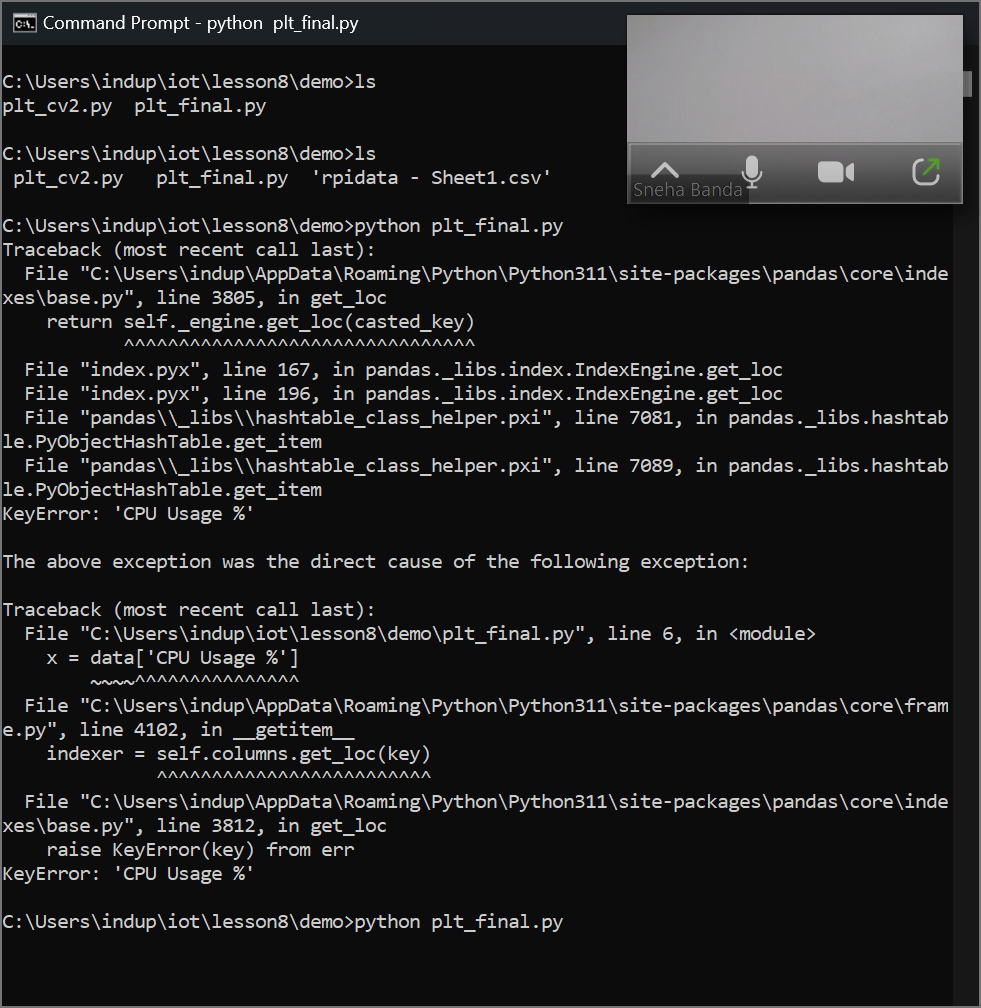 Command Prompt - python  plt_final.py
C:\Users\indup\iot\lesson8\demo>ls
plt_cv2.py  plt_final.py
C:\Users\indup\iot\lesson8\demo>ls
 plt_cv2.py   plt_final.py  'rpidata - Sheet1.csv'
Sneha Banda
C:\Users\indup\iot\lesson8\demo>python plt_final.py
Traceback (most recent call last):
  File "C:\Users\indup\AppData\Roaming\Python\Python311\site-packages\pandas\core\inde
xes\base.py", line 3805, in get_loc
    return self._engine.get_loc(casted_key)
           ^^^^^^^^^^^^^^^^^^^^^^^^^^^^^^^^
  File "index.pyx", line 167, in pandas._libs.index.IndexEngine.get_loc
  File "index.pyx", line 196, in pandas._libs.index.IndexEngine.get_loc
  File "pandas\\_libs\\hashtable_class_helper.pxi", line 7081, in pandas._libs.hashtab
le.PyObjectHashTable.get_item
  File "pandas\\_libs\\hashtable_class_helper.pxi", line 7089, in pandas._libs.hashtab
le.PyObjectHashTable.get_item
KeyError: 'CPU Usage %'
The above exception was the direct cause of the following exception:
Traceback (most recent call last):
  File "C:\Users\indup\iot\lesson8\demo\plt_final.py", line 6, in <module>
    x = data['CPU Usage %']
        ~~~~^^^^^^^^^^^^^^^
  File "C:\Users\indup\AppData\Roaming\Python\Python311\site-packages\pandas\core\fram
e.py", line 4102, in __getitem__
    indexer = self.columns.get_loc(key)
              ^^^^^^^^^^^^^^^^^^^^^^^^^
  File "C:\Users\indup\AppData\Roaming\Python\Python311\site-packages\pandas\core\inde
xes\base.py", line 3812, in get_loc
    raise KeyError(key) from err
KeyError: 'CPU Usage %'
C:\Users\indup\iot\lesson8\demo>python plt_final.py